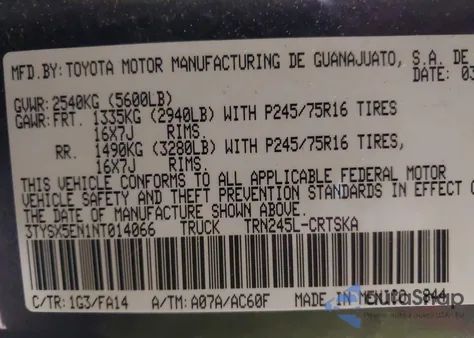 MFD.BY: TOYOTA MOTOR MANUFACTURING DE GUANAJUATO, S.A. DE
DATE: 03
GVWR: 2540KG (5600LB)
GAWR: FRT. 1335KG (2940LB) WITH P245/75R16 TIRES
16X7J RIMS.
RR. 1490KG (3280LB) WITH P245/75R16 TIRES,
16X7J RIMS.
THIS VEHICLE CONFORMS TO ALL APPLICABLE FEDERAL MOTOR
VEHICLE SAFETY AND THEFT PREVENTION STANDARDS IN EFFECT O
THE DATE OF MANUFACTURE SHOWN ABOVE.
3TYSX5EN1NT014066 TRUCK TRN245L-CRTSKA
C/TR: 1G3/FA14 A/TM: A07A/AC60F MADE IN MEXICO 844